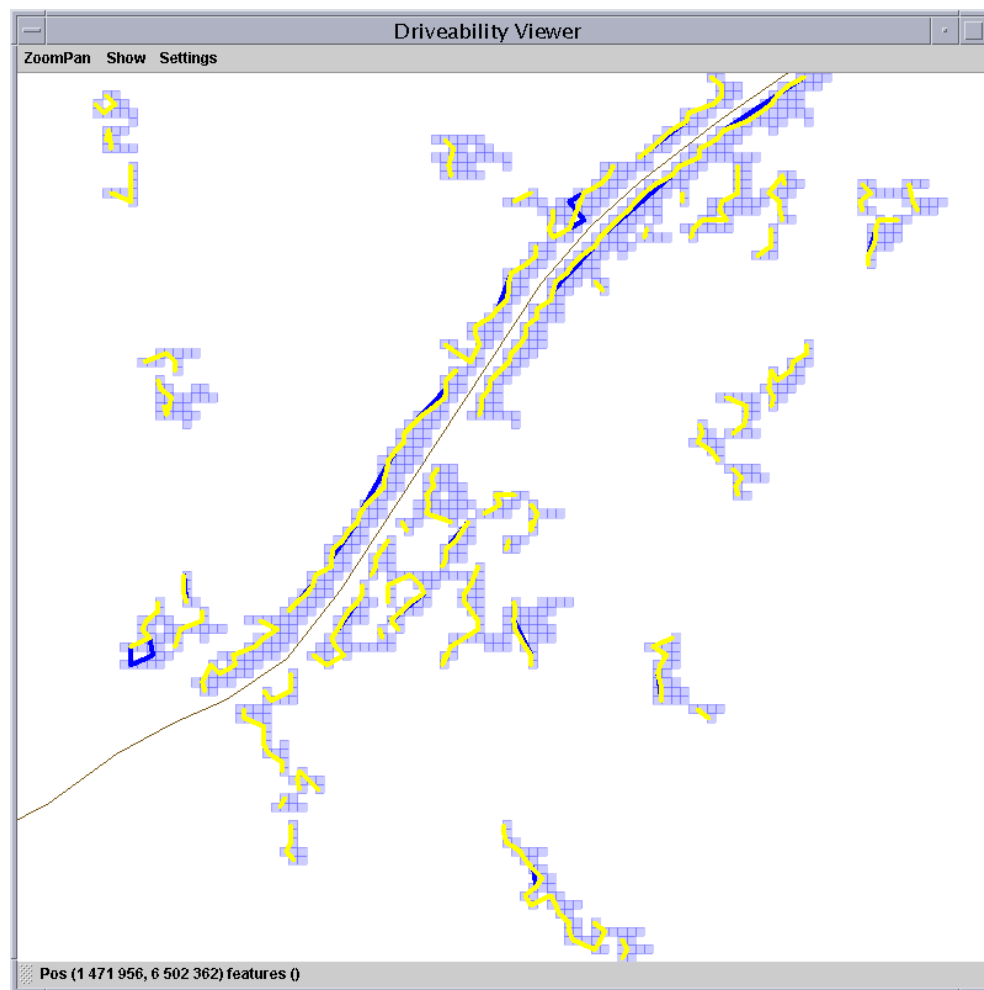 Driveability Viewer
ZoomPan Show Settings
Pos (1 471 956, 6 502 362) features ()